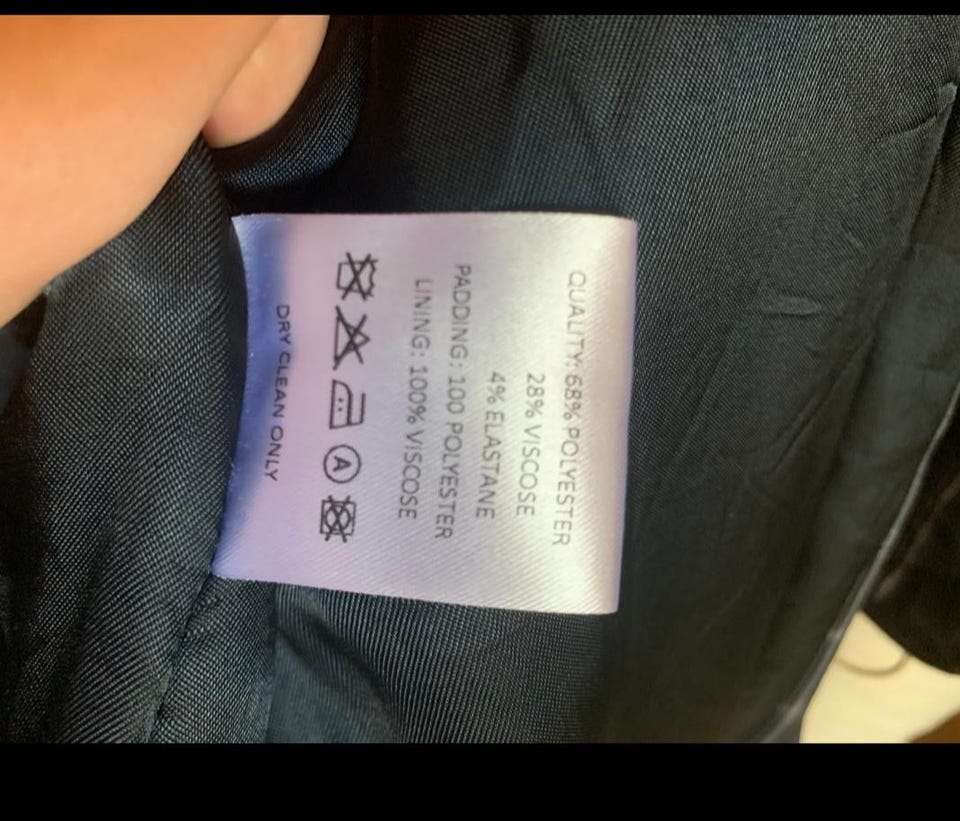 QUALITY: 68% POLYESTER
28% VISCOSE
4% ELASTANE
PADDING: 100 POLYESTER
LINING: 100% VISCOSE
A
DRY CLEAN ONLY